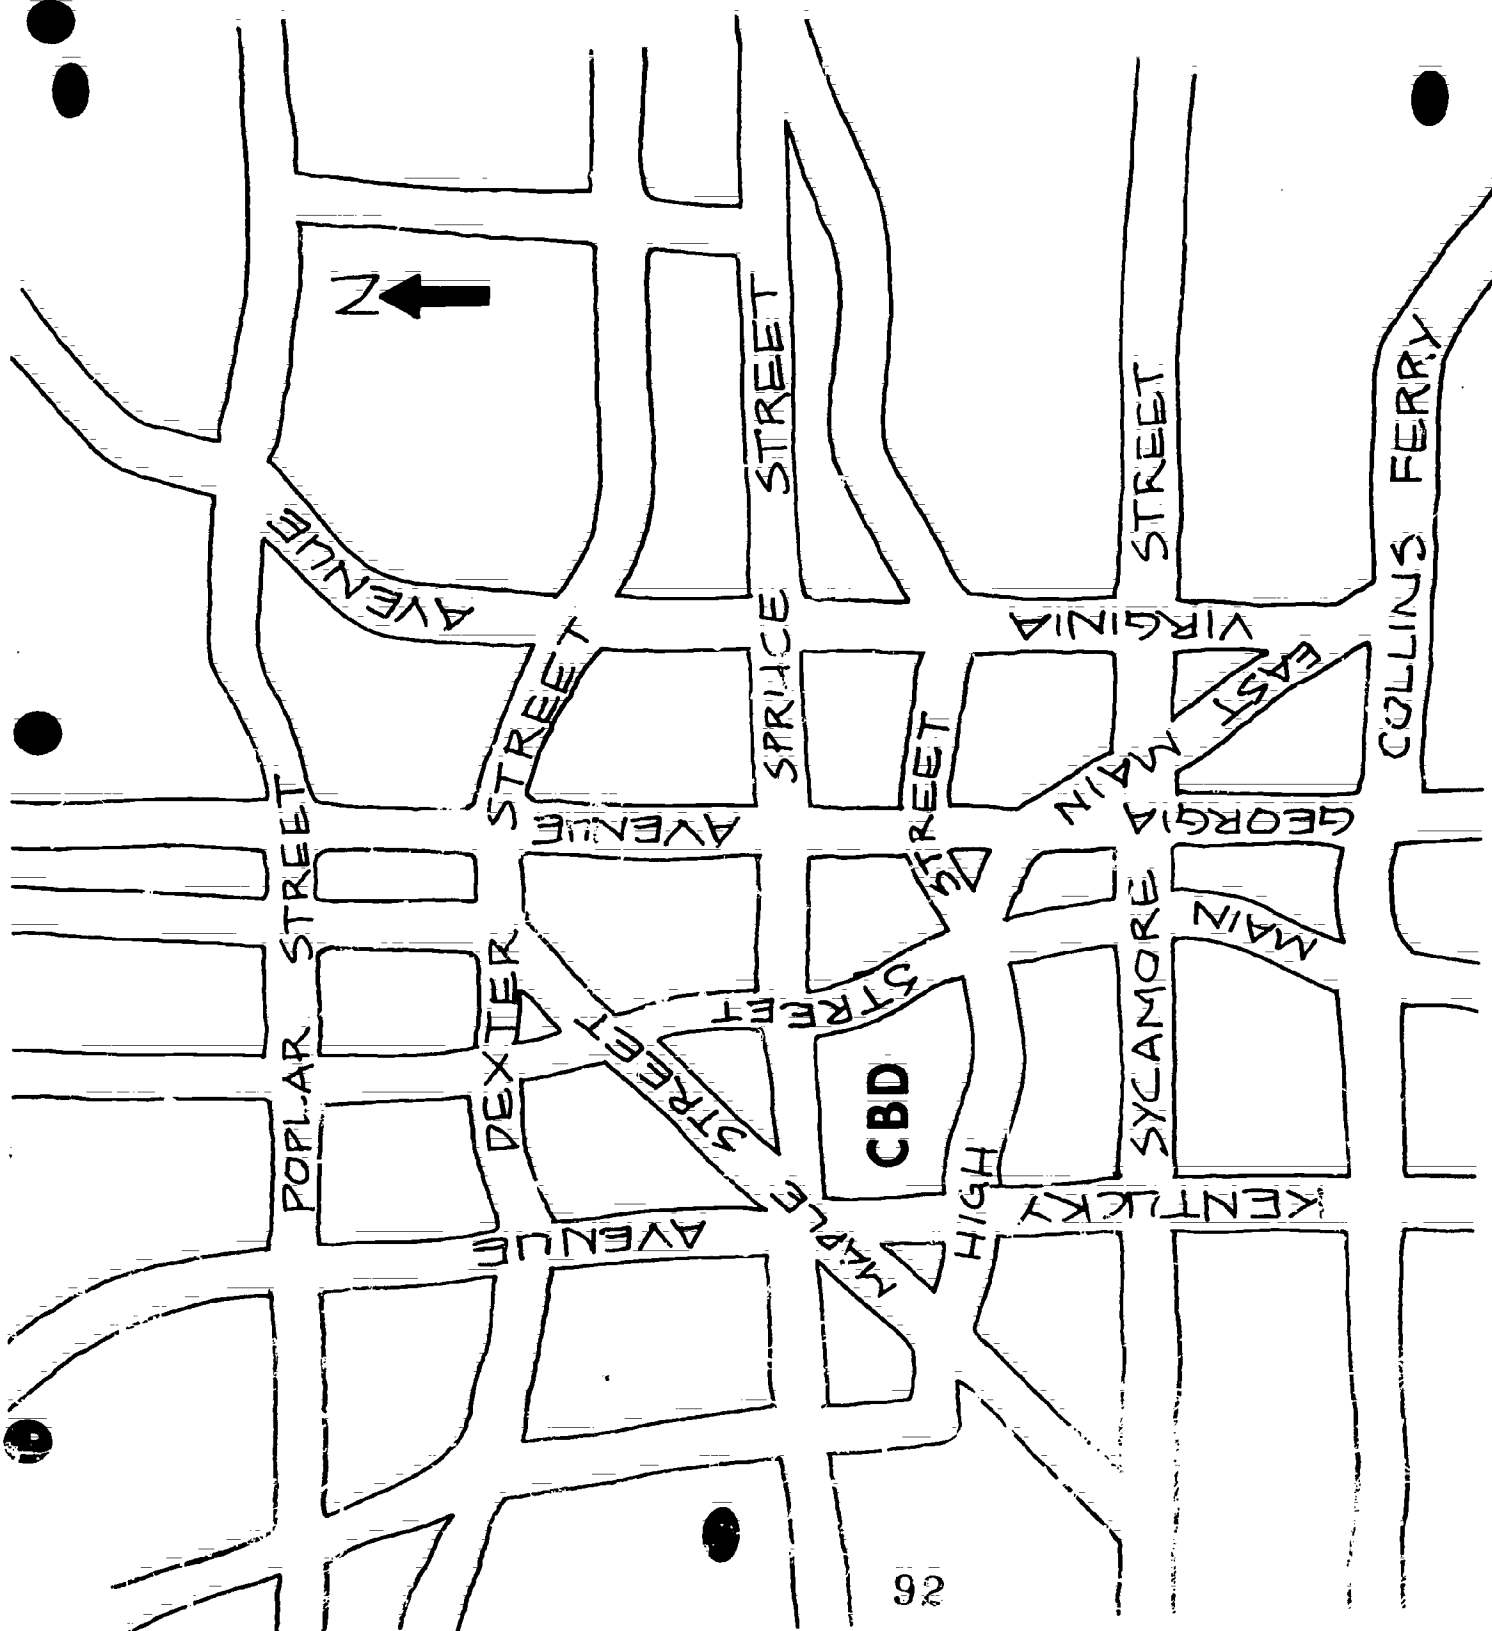 N
SPRUCE STREET
SYCAMORE STREET
COLLINS FERRY
VIRGINIA AVENUE
EAST MAIN
DEXTER STREET
HIGH STREET
GEORGIA AVENUE
POPLAR STREET
MAIN STREET
MAPLE STREET
CBD
KENTUCKY AVENUE
92